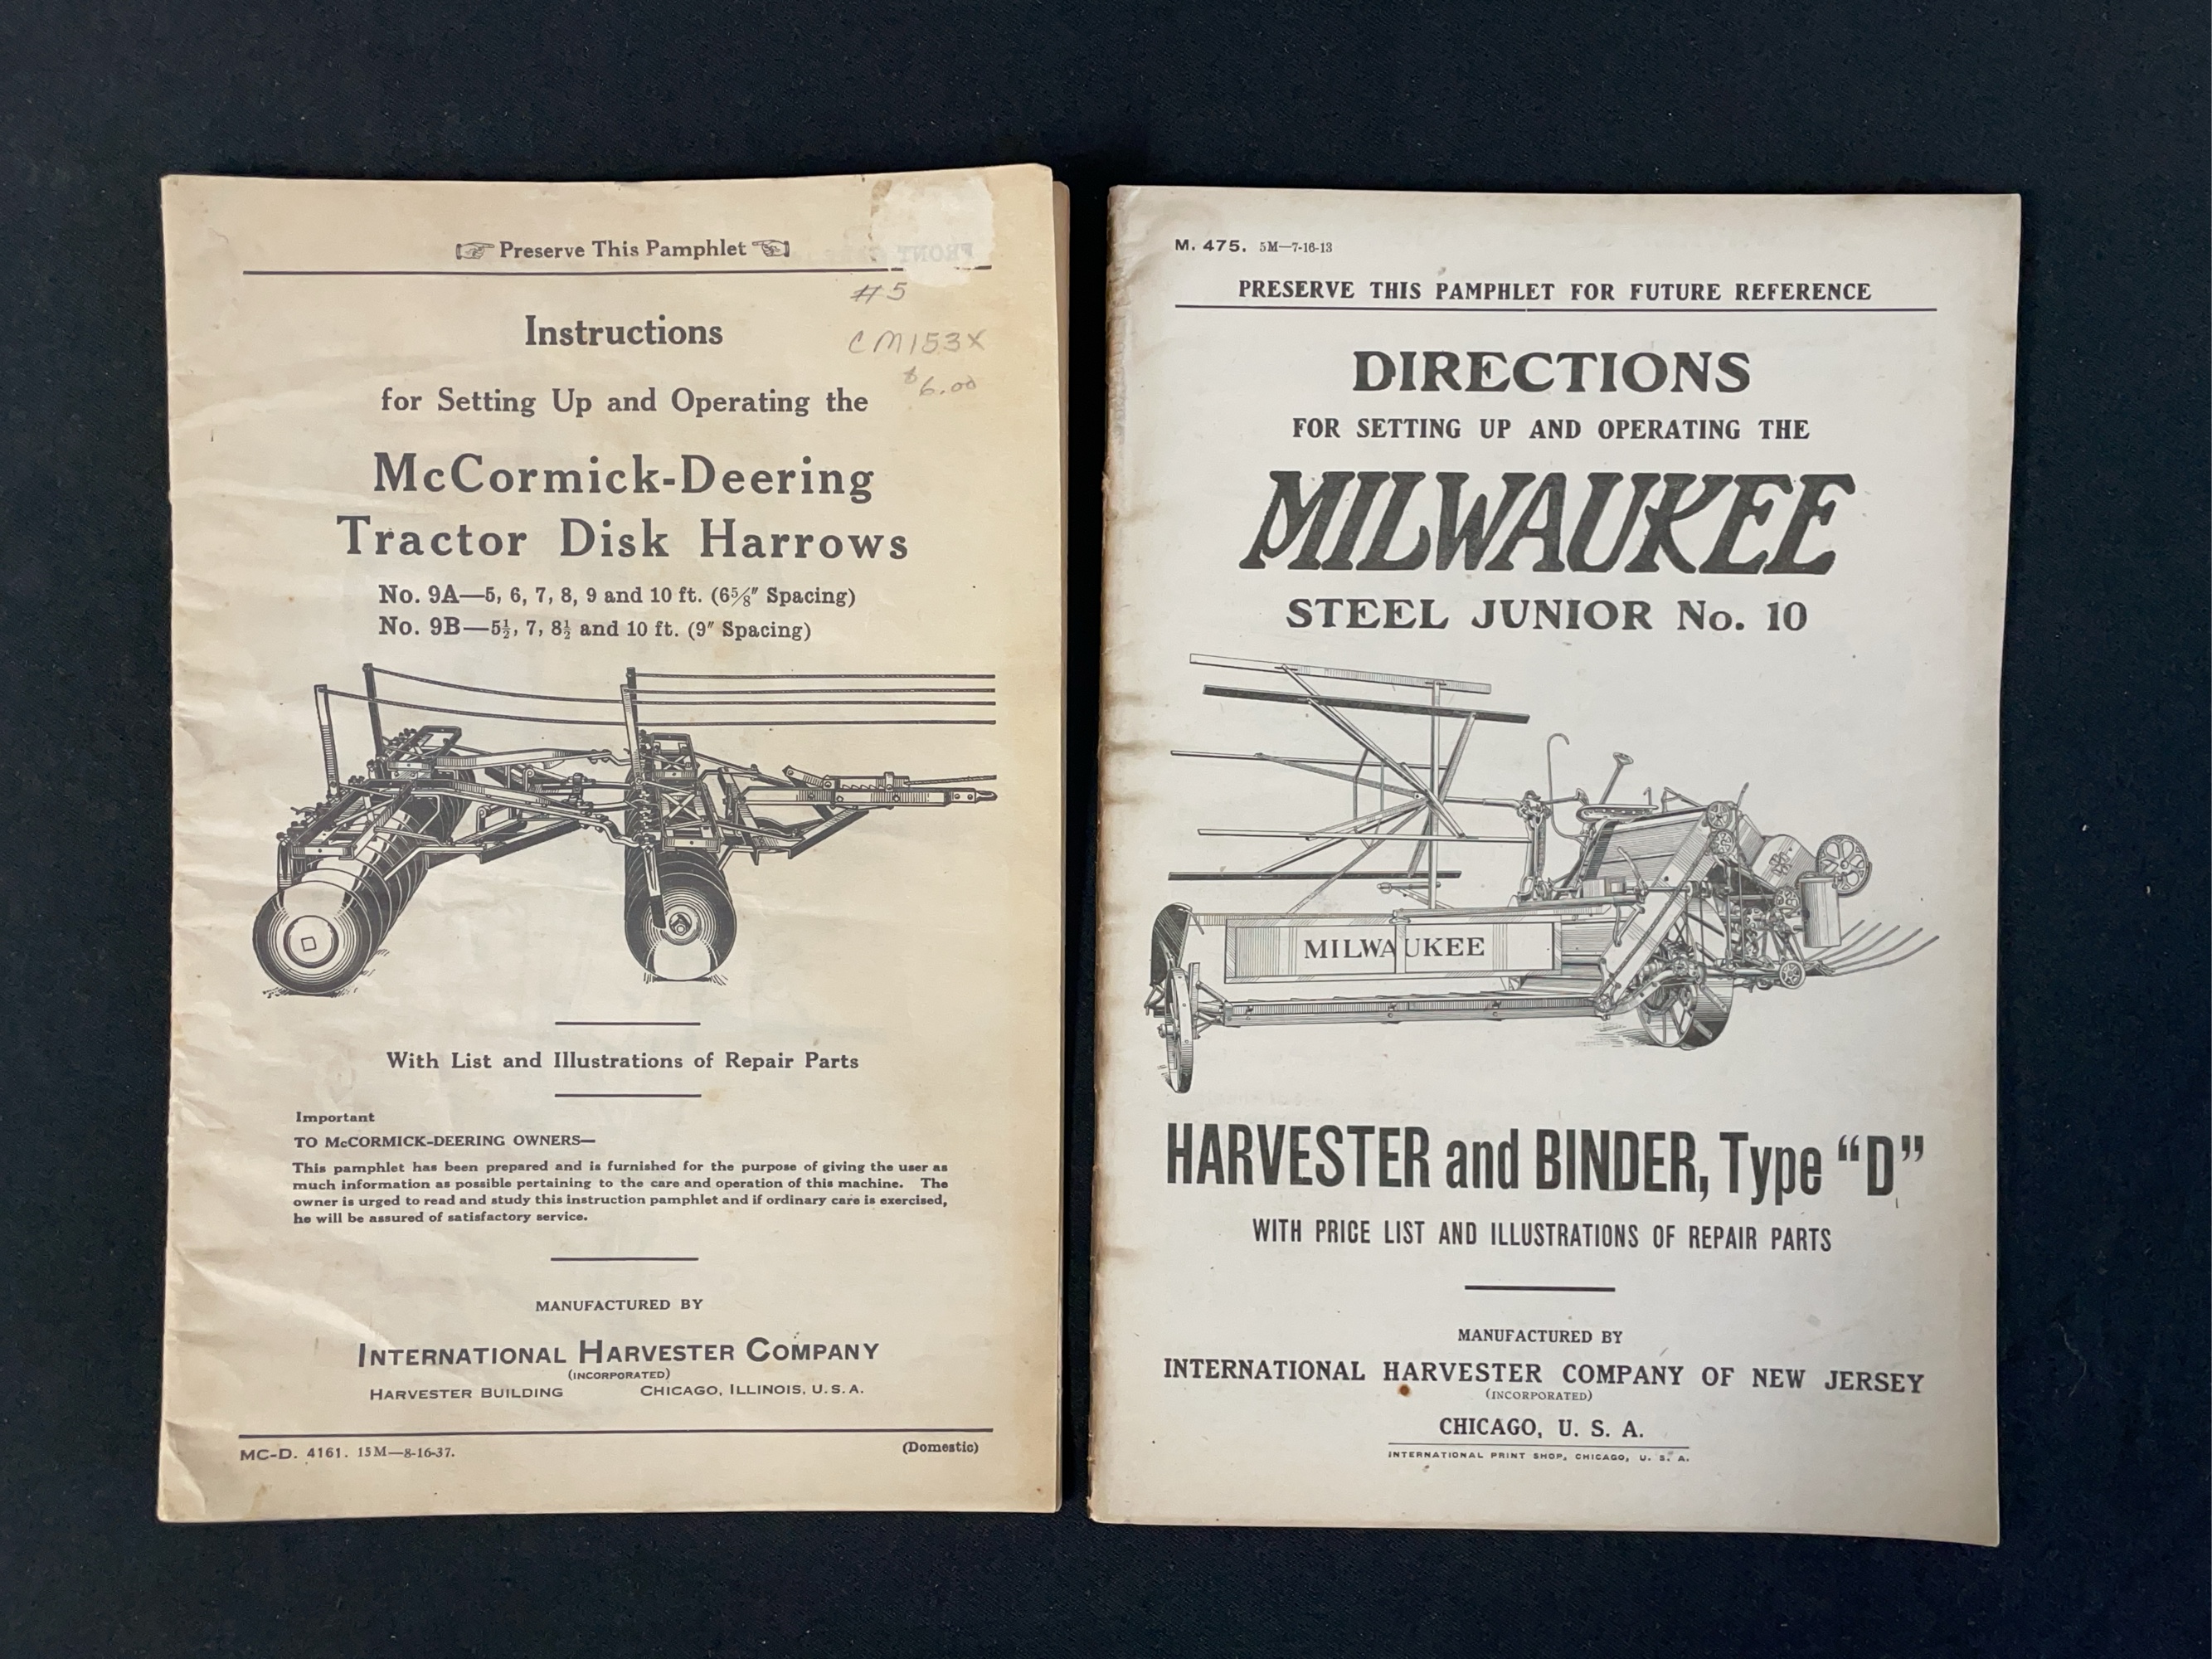 Preserve This Pamphlet
#5
Instructions
CM153X
$6.00
for Setting Up and Operating the
McCormick-Deering
Tractor Disk Harrows
No. 9A—5, 6, 7, 8, 9 and 10 ft. (6⅝″ Spacing)
No. 9B—5½, 7, 8½ and 10 ft. (9″ Spacing)
With List and Illustrations of Repair Parts
Important
TO McCORMICK-DEERING OWNERS—
This pamphlet has been prepared and is furnished for the purpose of giving the user as
much information as possible pertaining to the care and operation of this machine. The
owner is urged to read and study this instruction pamphlet and if ordinary care is exercised,
he will be assured of satisfactory service.
MANUFACTURED BY
INTERNATIONAL HARVESTER COMPANY
(INCORPORATED)
HARVESTER BUILDING CHICAGO, ILLINOIS, U.S.A.
MC-D. 4161. 15M—8-16-37.
(Domestic)
M. 475. 5M—7-16-13
PRESERVE THIS PAMPHLET FOR FUTURE REFERENCE
DIRECTIONS
FOR SETTING UP AND OPERATING THE
MILWAUKEE
STEEL JUNIOR No. 10
MILWAUKEE
HARVESTER and BINDER, Type “D”
WITH PRICE LIST AND ILLUSTRATIONS OF REPAIR PARTS
MANUFACTURED BY
INTERNATIONAL HARVESTER COMPANY OF NEW JERSEY
(INCORPORATED)
CHICAGO, U. S. A.
INTERNATIONAL PRINT SHOP, CHICAGO, U. S. A.